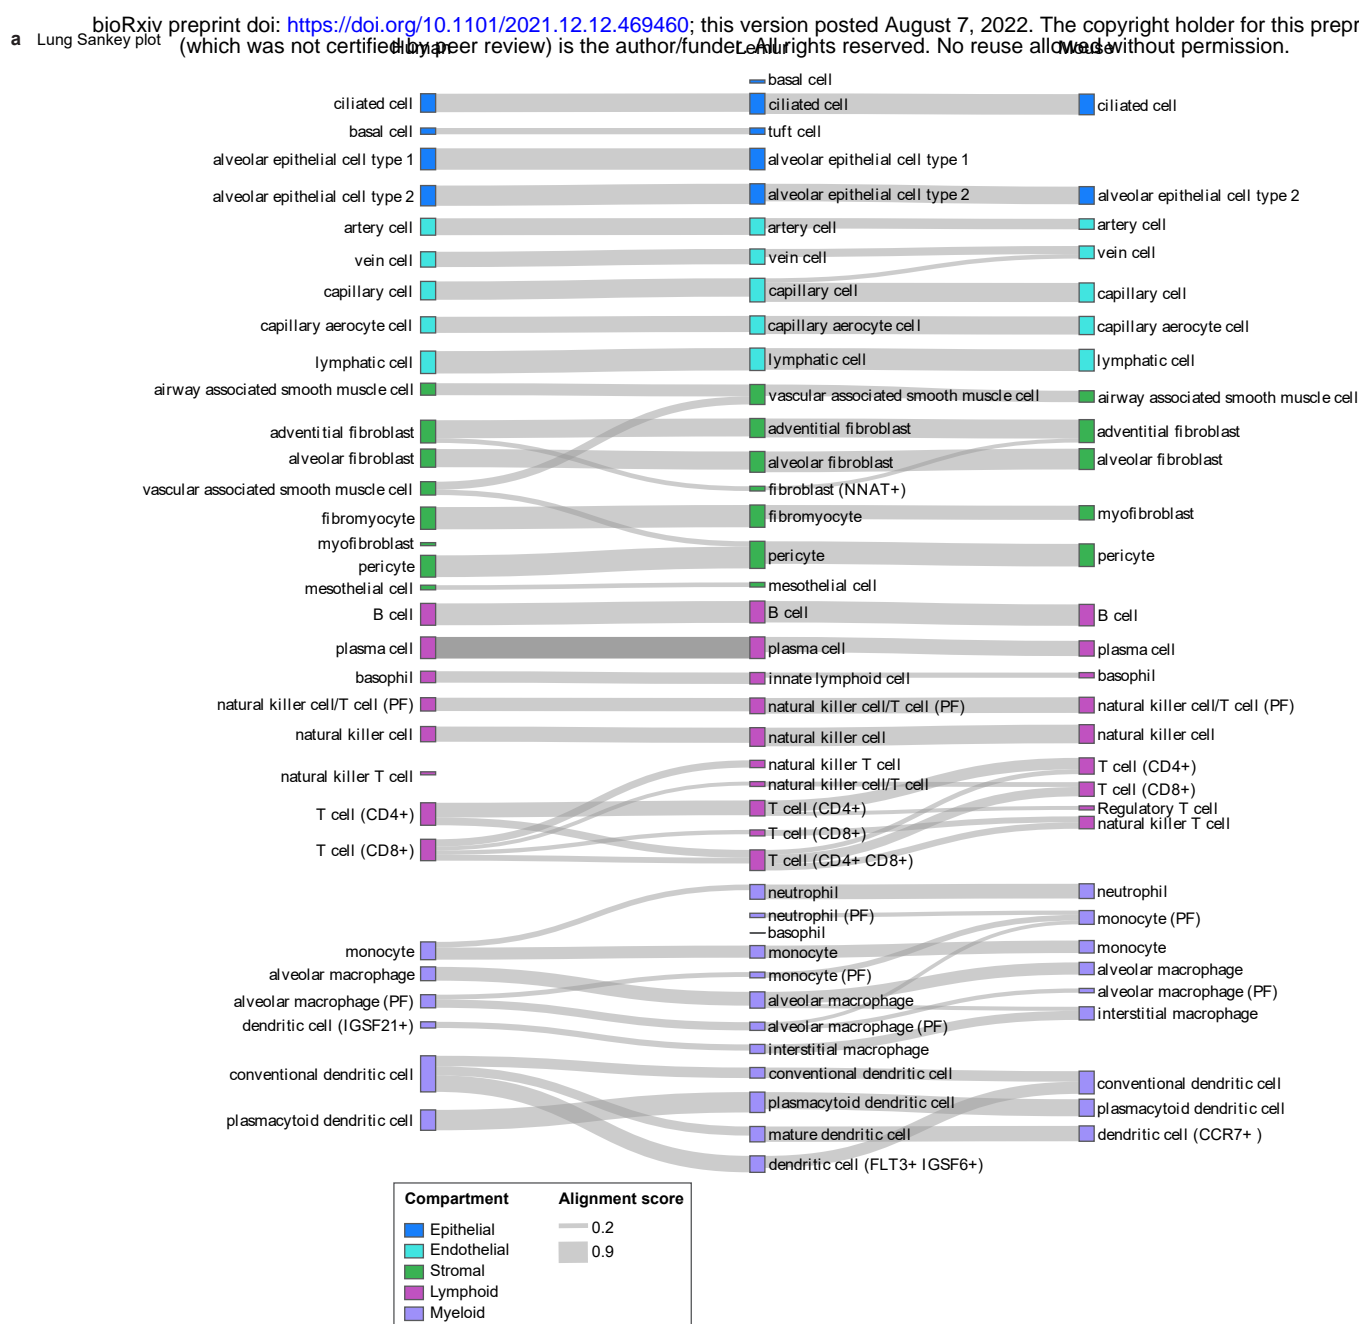 bioRxiv preprint doi: https://doi.org/10.1101/2021.12.12.469460; this version posted August 7, 2022. The copyright holder for this prepr
(which was not certified by peer review) is the author/funder. All rights reserved. No reuse allowed without permission.
a Lung Sankey plot
Human Lemur Mouse
basal cell
ciliated cell ciliated cell ciliated cell
basal cell tuft cell
alveolar epithelial cell type 1 alveolar epithelial cell type 1
alveolar epithelial cell type 2 alveolar epithelial cell type 2 alveolar epithelial cell type 2
artery cell artery cell artery cell
vein cell vein cell vein cell
capillary cell capillary cell capillary cell
capillary aerocyte cell capillary aerocyte cell capillary aerocyte cell
lymphatic cell lymphatic cell lymphatic cell
airway associated smooth muscle cell vascular associated smooth muscle cell airway associated smooth muscle cell
adventitial fibroblast adventitial fibroblast adventitial fibroblast
alveolar fibroblast alveolar fibroblast alveolar fibroblast
vascular associated smooth muscle cell fibroblast (NNAT+)
fibromyocyte fibromyocyte myofibroblast
myofibroblast
pericyte pericyte pericyte
mesothelial cell mesothelial cell
B cell B cell B cell
plasma cell plasma cell plasma cell
basophil innate lymphoid cell basophil
natural killer cell/T cell (PF) natural killer cell/T cell (PF) natural killer cell/T cell (PF)
natural killer cell natural killer cell natural killer cell
natural killer T cell T cell (CD4+)
natural killer T cell natural killer cell/T cell T cell (CD8+)
T cell (CD4+) T cell (CD4+) Regulatory T cell
T cell (CD8+) natural killer T cell
T cell (CD8+) T cell (CD4+ CD8+)
neutrophil neutrophil
neutrophil (PF) monocyte (PF)
basophil
monocyte monocyte monocyte
alveolar macrophage monocyte (PF) alveolar macrophage
alveolar macrophage (PF) alveolar macrophage alveolar macrophage (PF)
dendritic cell (IGSF21+) alveolar macrophage (PF) interstitial macrophage
interstitial macrophage
conventional dendritic cell conventional dendritic cell conventional dendritic cell
plasmacytoid dendritic cell plasmacytoid dendritic cell plasmacytoid dendritic cell
mature dendritic cell dendritic cell (CCR7+ )
dendritic cell (FLT3+ IGSF6+)
Compartment Alignment score
Epithelial 0.2
Endothelial 0.9
Stromal
Lymphoid
Myeloid